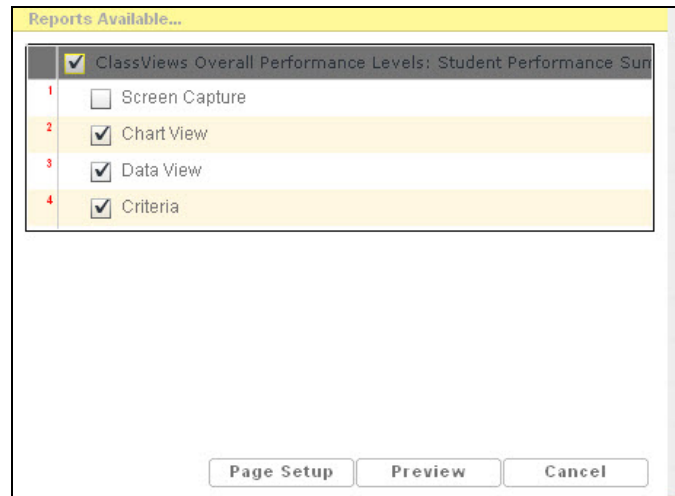 Reports Available...
ClassViews Overall Performance Levels: Student Performance Sum
1 Screen Capture
2 Chart View
3 Data View
4 Criteria
Page Setup Preview Cancel